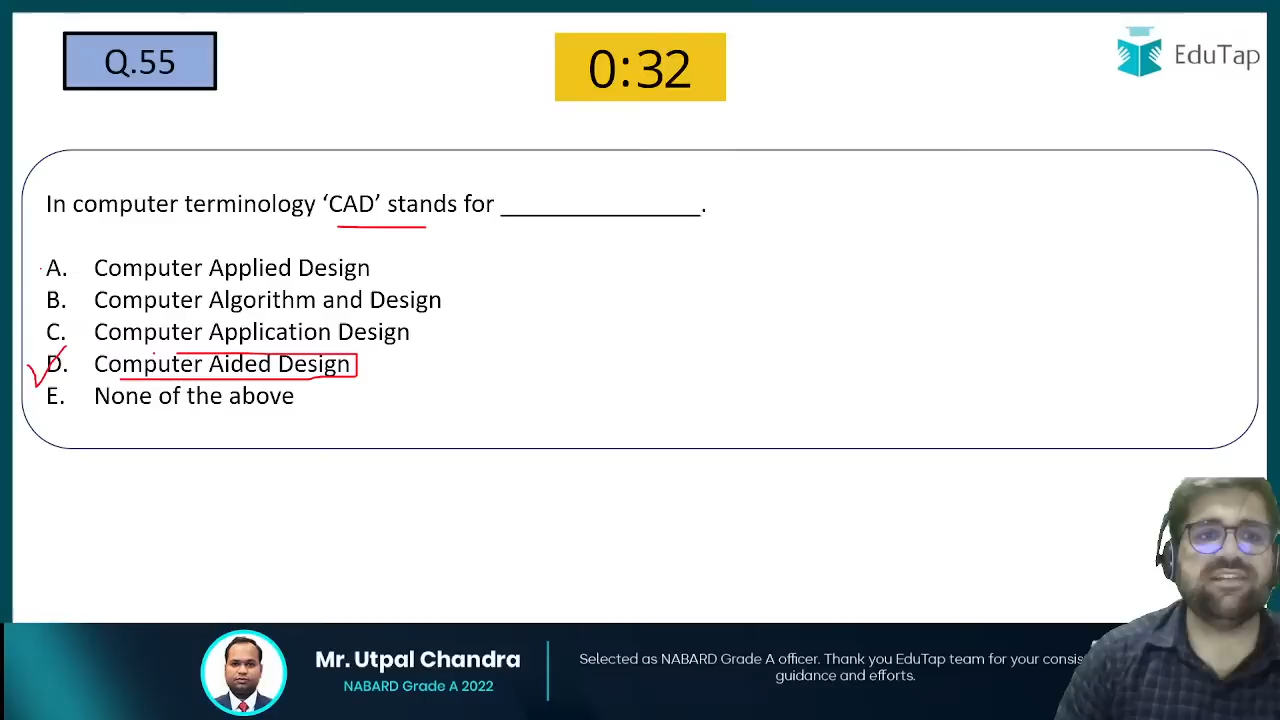 Q.55
0:32
EduTap
In computer terminology ‘CAD’ stands for ________________.
A. Computer Applied Design
B. Computer Algorithm and Design
C. Computer Application Design
D. Computer Aided Design
E. None of the above
Mr. Utpal Chandra
NABARD Grade A 2022
Selected as NABARD Grade A officer. Thank you EduTap team for your
guidance and efforts.